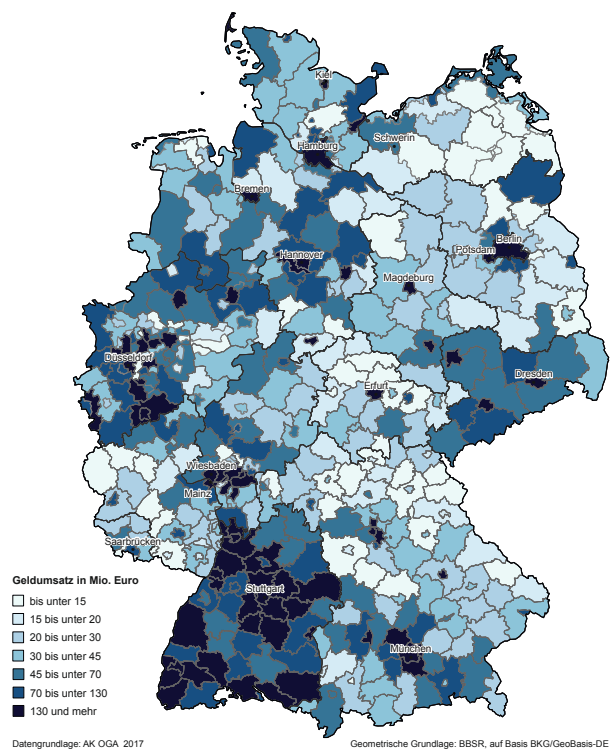 Kiel
Schwerin
Hamburg
Bremen
Berlin
Potsdam
Hannover
Magdeburg
Düsseldorf
Dresden
Erfurt
Wiesbaden
Mainz
Saarbrücken
Stuttgart
München
Geldumsatz in Mio. Euro
bis unter 15
15 bis unter 20
20 bis unter 30
30 bis unter 45
45 bis unter 70
70 bis unter 130
130 und mehr
Datengrundlage: AK OGA 2017
Geometrische Grundlage: BBSR, auf Basis BKG/GeoBasis-DE